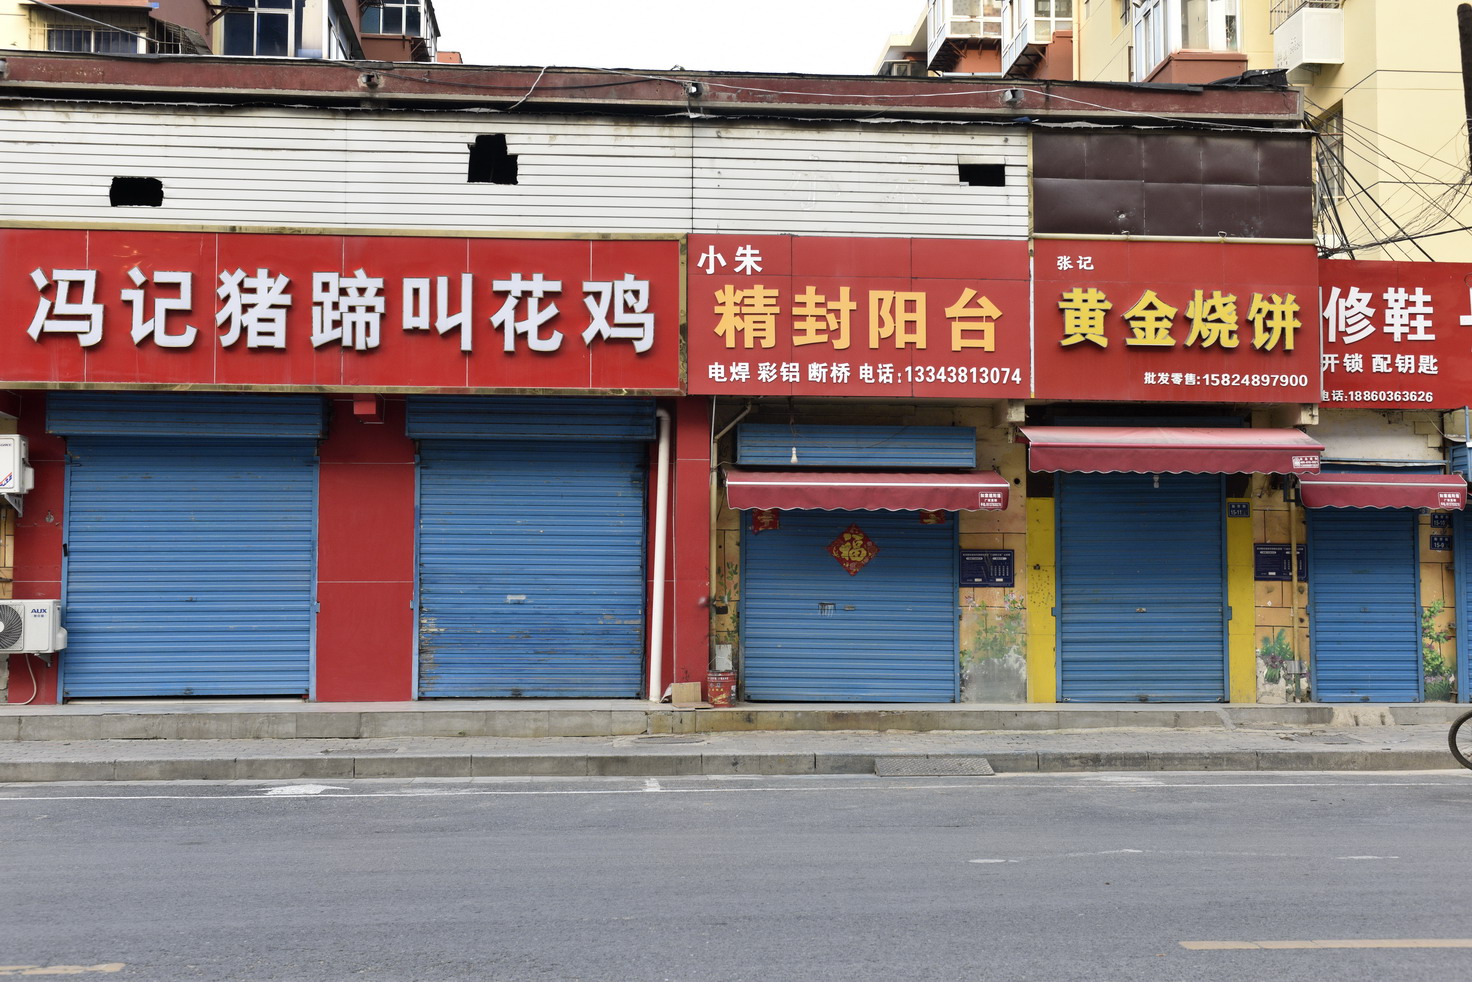 冯记猪蹄叫花鸡
小朱
精封阳台
电焊 彩铝 断桥 电话:13343813074
张记
黄金烧饼
批发零售:15824897900
修鞋
开锁 配钥匙
电话:18860363626
福
AUX